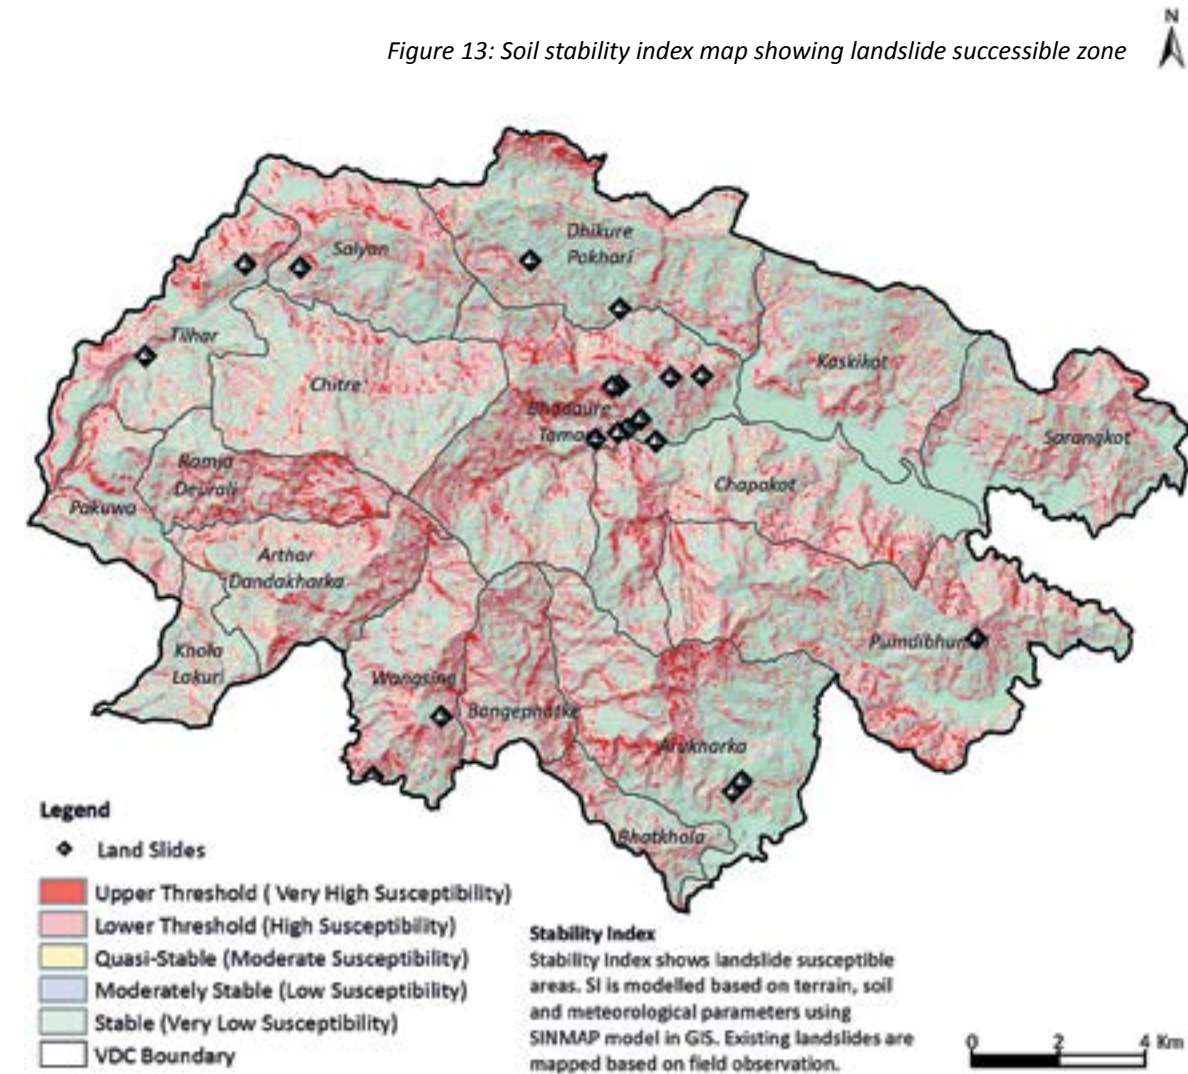 N
Figure 13: Soil stability index map showing landslide successible zone
Dhikure
Pokhari
Salyan
Tilhar
Kaskikot
Chitre
Bhadaure
Tamagi
Sarangkot
Ramja
Deurali
Chapakot
Pakuwa
Arthar
Dandakharka
Pumdibhumdi
Khola
Lakuri
Wangsing
Bangephatke
Arukharka
Bhatkhola
Legend
Land Slides
Upper Threshold ( Very High Susceptibility)
Lower Threshold (High Susceptibility)
Quasi-Stable (Moderate Susceptibility)
Moderately Stable (Low Susceptibility)
Stable (Very Low Susceptibility)
VDC Boundary
Stability Index
Stability Index shows landslide susceptible
areas. SI is modelled based on terrain, soil
and meteorological parameters using
SINMAP model in GIS. Existing landslides are
mapped based on field observation.
0 2 4 Km